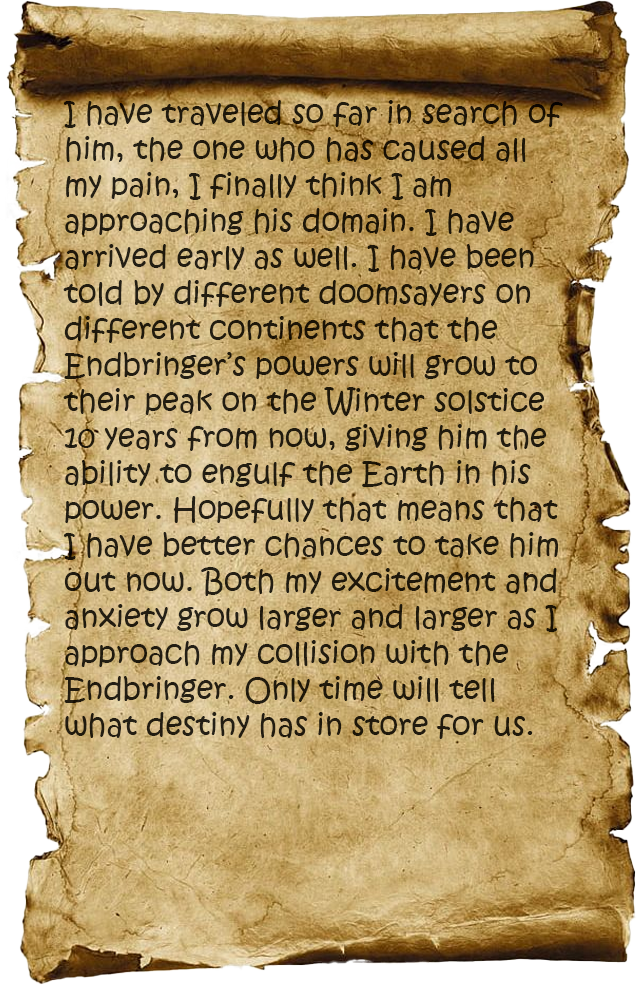 I have traveled so far in search of
him, the one who has caused all
my pain, I finally think I am
approaching his domain. I have
arrived early as well. I have been
told by different doomsayers on
different continents that the
Endbringer’s powers will grow to
their peak on the Winter solstice
10 years from now, giving him the
ability to engulf the Earth in his
power. Hopefully that means that
I have better chances to take him
out now. Both my excitement and
anxiety grow larger and larger as I
approach my collision with the
Endbringer. Only time will tell
what destiny has in store for us.